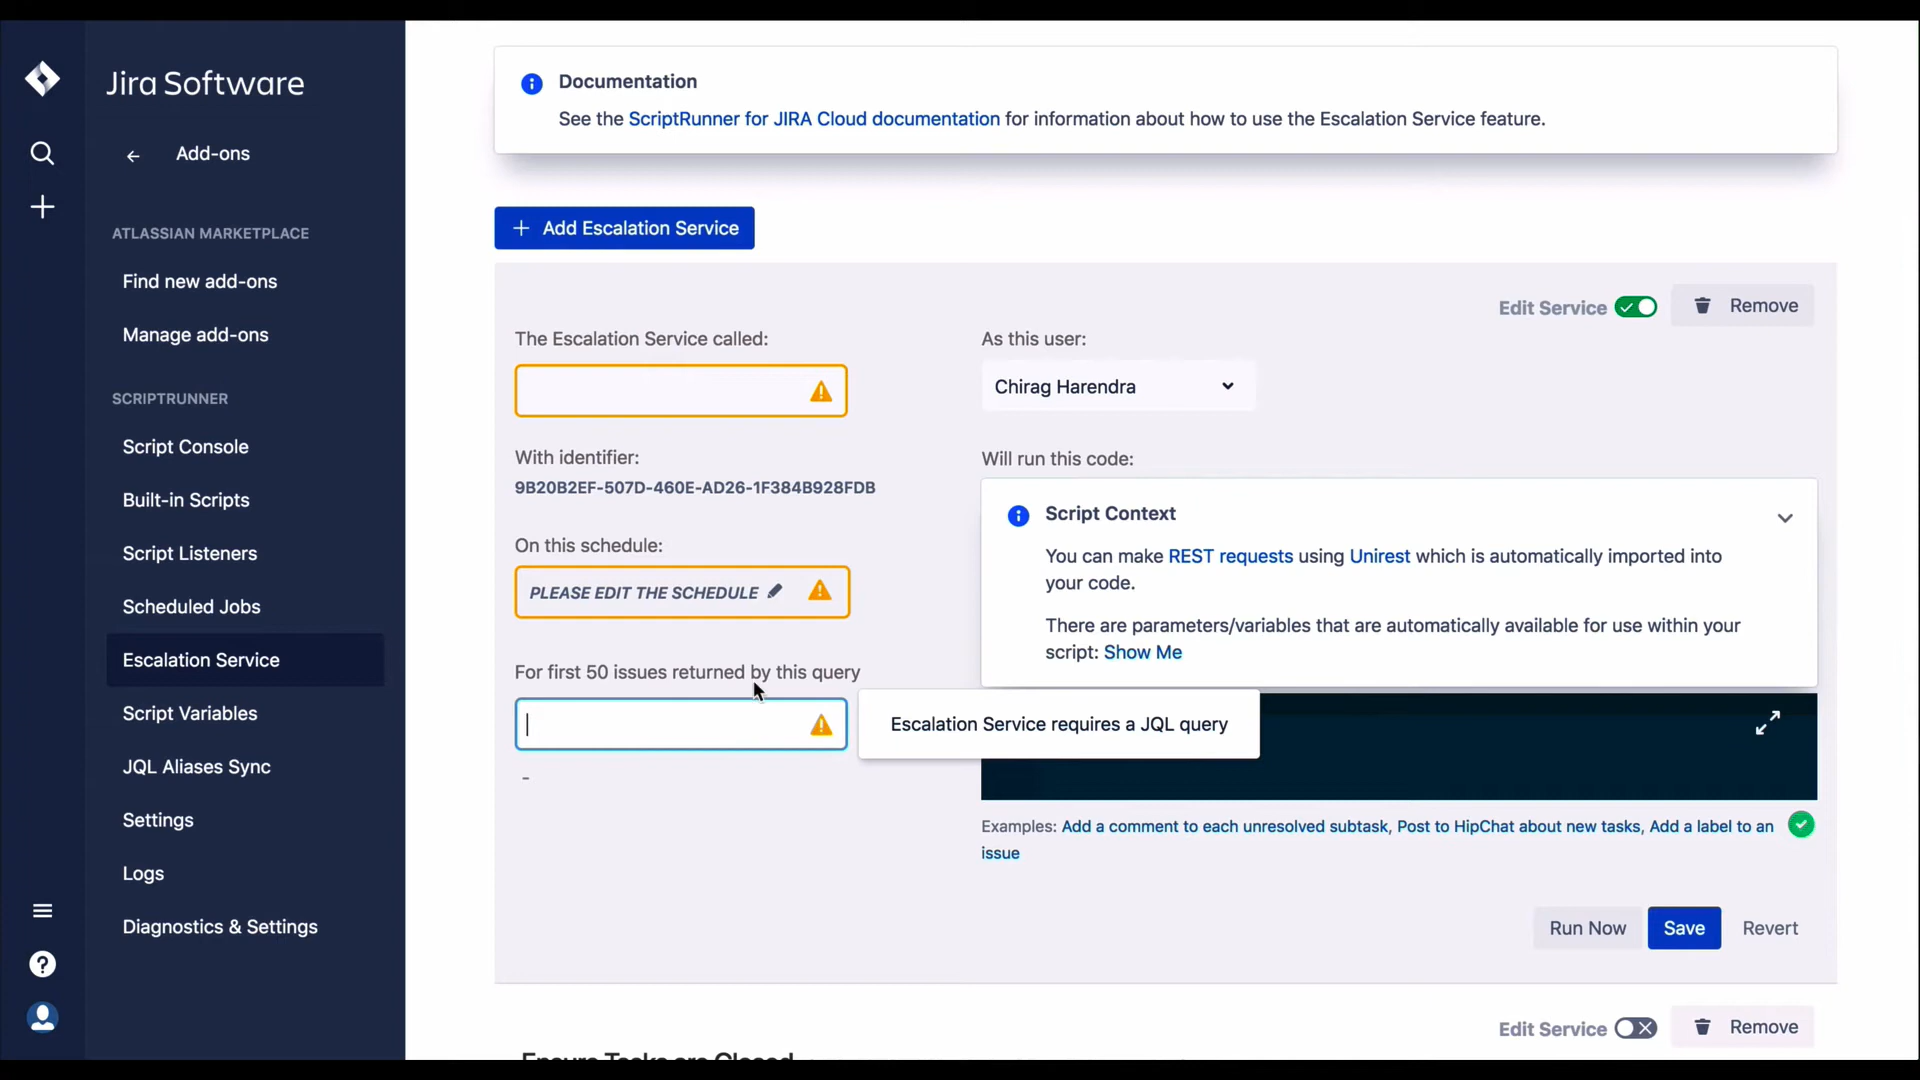 Jira Software
Add-ons
ATLASSIAN MARKETPLACE
Find new add-ons
Manage add-ons
SCRIPTRUNNER
Script Console
Built-in Scripts
Script Listeners
Scheduled Jobs
Escalation Service
Script Variables
JQL Aliases Sync
Settings
Logs
Diagnostics & Settings
Documentation
See the ScriptRunner for JIRA Cloud documentation for information about how to use the Escalation Service feature.
Add Escalation Service
Edit Service
Remove
The Escalation Service called:
With identifier:
9B20B2EF-507D-460E-AD26-1F384B928FDB
On this schedule:
PLEASE EDIT THE SCHEDULE
For first 50 issues returned by this query
-
As this user:
Chirag Harendra
Will run this code:
Script Context
You can make REST requests using Unirest which is automatically imported into
your code.
There are parameters/variables that are automatically available for use within your
script: Show Me
Escalation Service requires a JQL query
Examples: Add a comment to each unresolved subtask, Post to HipChat about new tasks, Add a label to an
issue
Run Now
Save
Revert
Edit Service
Remove
Ensure Tasks are Closed